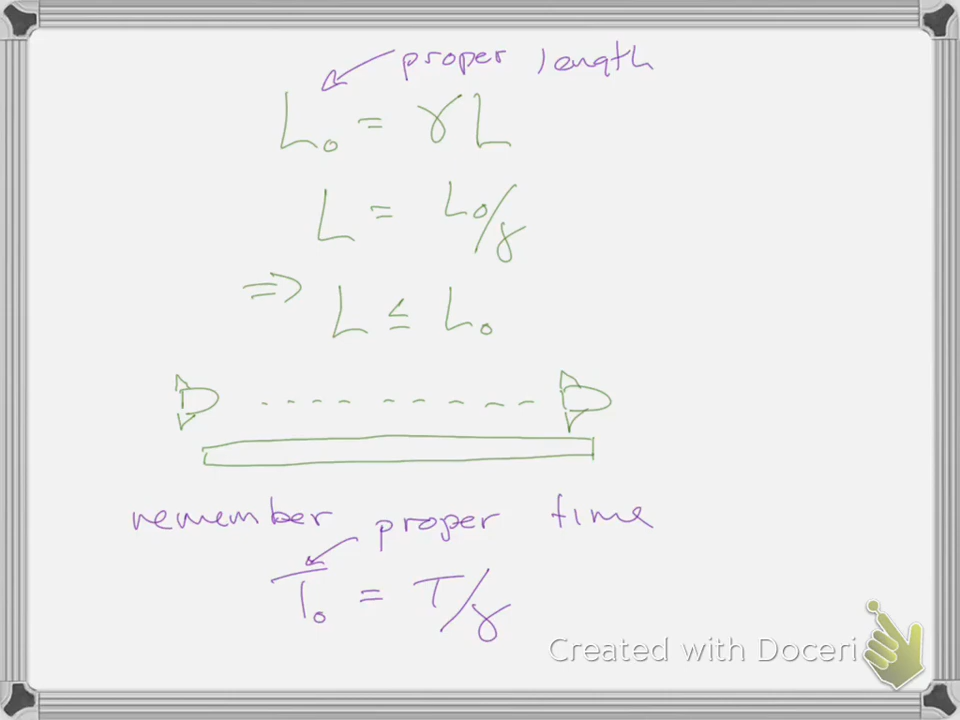 proper length
L₀ = γL
L = L₀/γ
⇒ L ≤ L₀
remember proper time
T₀ = T/γ
Created with Doceri